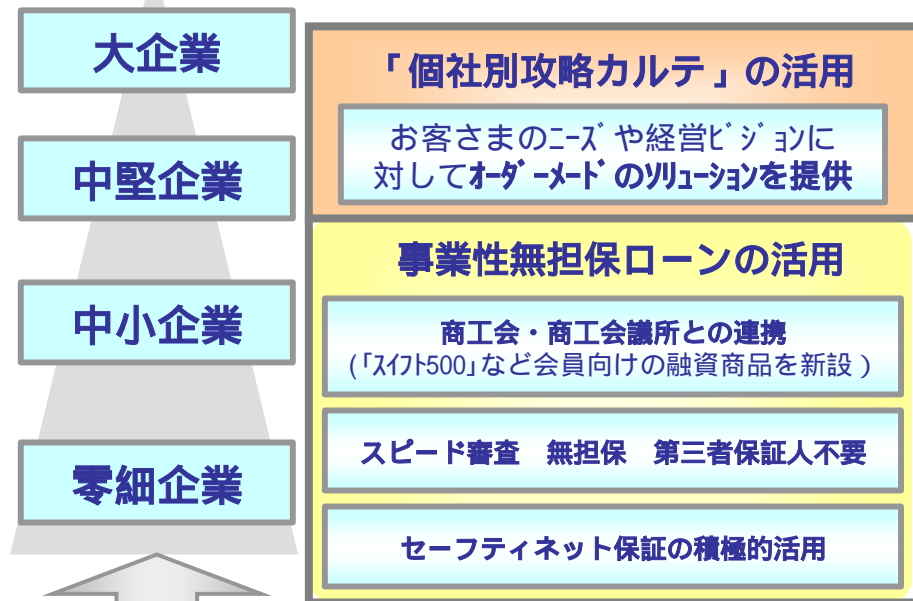 大企業
中堅企業
中小企業
零細企業
「個社別攻略カルテ」の活用
お客さまのﾆｰｽﾞや経営ﾋﾞｼﾞｮﾝに
対してｵｰﾀﾞｰﾒｰﾄﾞのｿﾘｭｰｼｮﾝを提供
事業性無担保ローンの活用
商工会・商工会議所との連携
(「ｽｲﾌﾄ500」など会員向けの融資商品を新設)
スピード審査　無担保　第三者保証人不要
セーフティネット保証の積極的活用